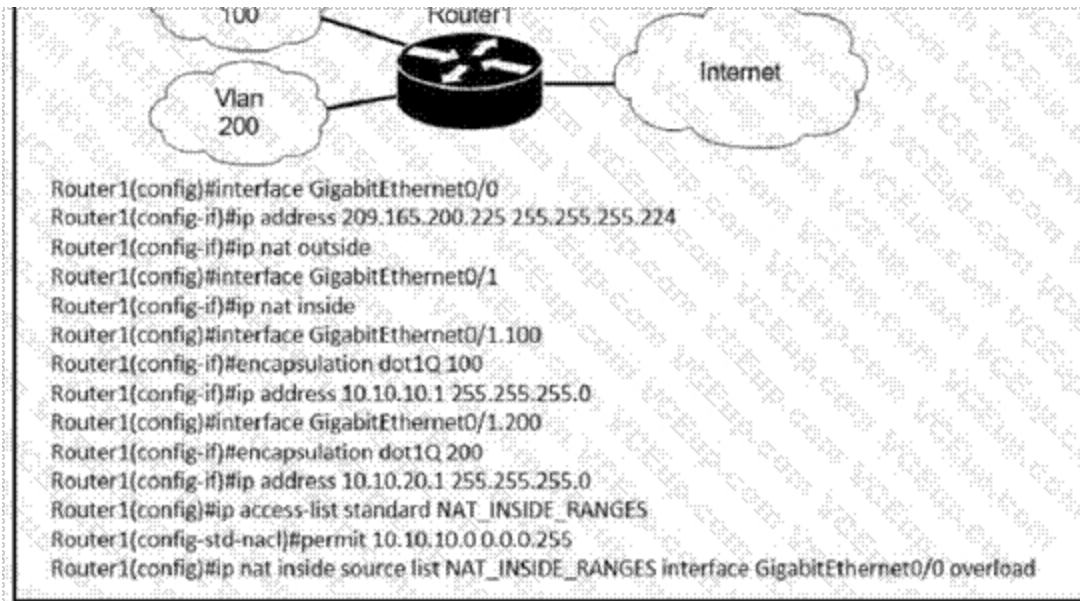 100
Router1
Internet
Vlan
200
Router1(config)#interface GigabitEthernet0/0
Router1(config-if)#ip address 209.165.200.225 255.255.255.224
Router1(config-if)#ip nat outside
Router1(config)#interface GigabitEthernet0/1
Router1(config-if)#ip nat inside
Router1(config)#interface GigabitEthernet0/1.100
Router1(config-if)#encapsulation dot1Q 100
Router1(config-if)#ip address 10.10.10.1 255.255.255.0
Router1(config)#interface GigabitEthernet0/1.200
Router1(config-if)#encapsulation dot1Q 200
Router1(config-if)#ip address 10.10.20.1 255.255.255.0
Router1(config)#ip access-list standard NAT_INSIDE_RANGES
Router1(config-std-nacl)#permit 10.10.10.0 0.0.0.255
Router1(config)#ip nat inside source list NAT_INSIDE_RANGES interface GigabitEthernet0/0 overload